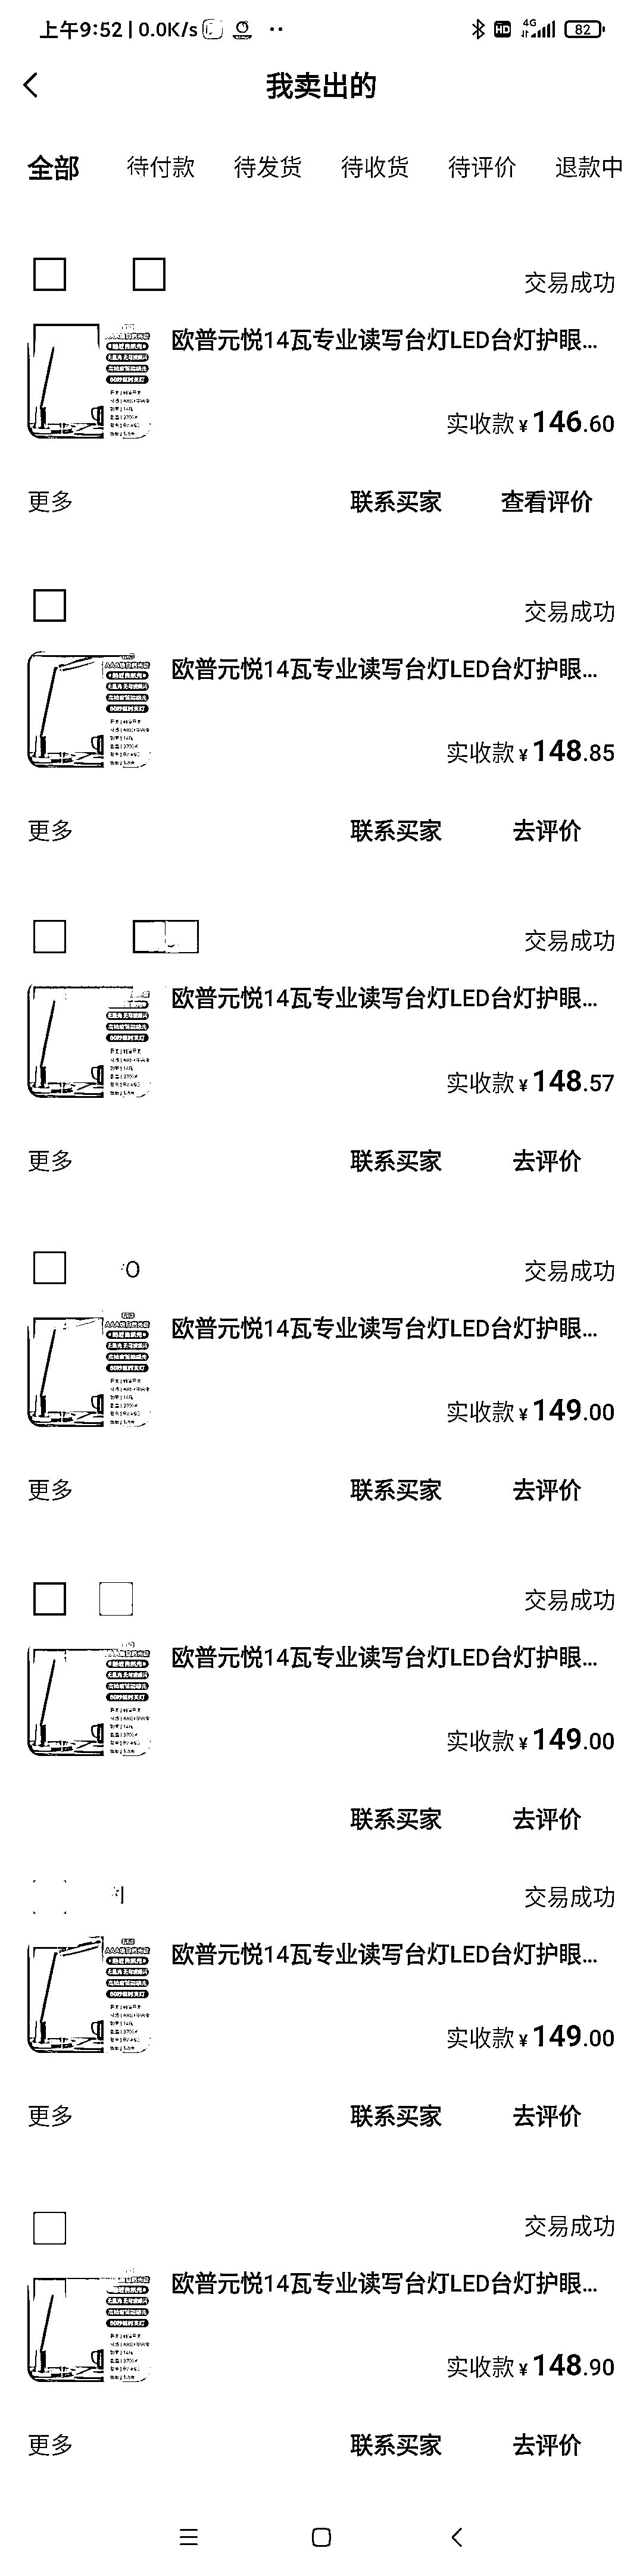 上午9:52 | 0.0K/s
HD 4G 82
我卖出的
全部 待付款 待发货 待收货 待评价 退款中
交易成功
欧普元悦14瓦专业读写台灯LED台灯护眼...
实收款 ¥146.60
更多 联系买家 查看评价
交易成功
欧普元悦14瓦专业读写台灯LED台灯护眼...
实收款 ¥148.85
更多 联系买家 去评价
交易成功
欧普元悦14瓦专业读写台灯LED台灯护眼...
实收款 ¥148.57
更多 联系买家 去评价
交易成功
欧普元悦14瓦专业读写台灯LED台灯护眼...
实收款 ¥149.00
更多 联系买家 去评价
交易成功
欧普元悦14瓦专业读写台灯LED台灯护眼...
实收款 ¥149.00
联系买家 去评价
交易成功
欧普元悦14瓦专业读写台灯LED台灯护眼...
实收款 ¥149.00
更多 联系买家 去评价
交易成功
欧普元悦14瓦专业读写台灯LED台灯护眼...
实收款 ¥148.90
更多 联系买家 去评价